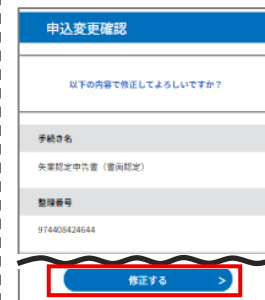 申込変更確認
以下の内容で修正してよろしいですか？
手続き名
失業認定申告書（書面認定）
整理番号
974408424644
修正する >